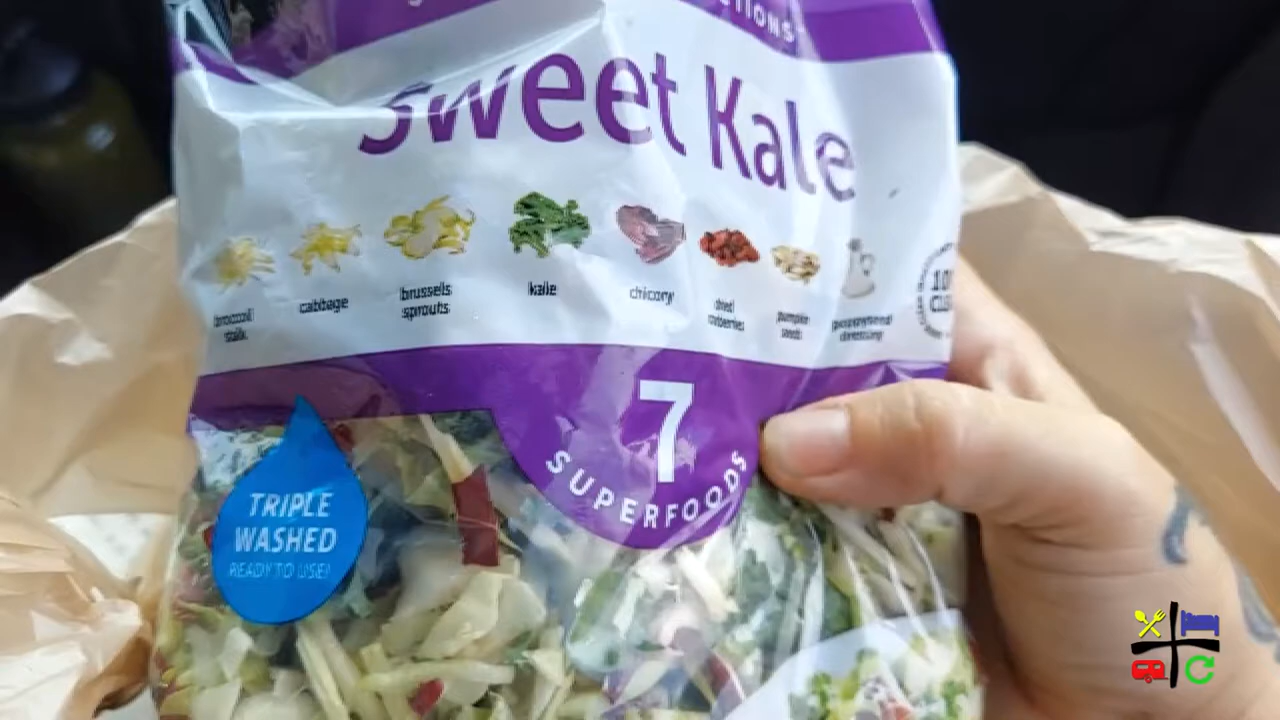 Sweet Kale
broccoli
stalk
cabbage
brussels
sprouts
kale
chicory
dried
cranberries
pumpkin
seeds
dressing
7
SUPERFOODS
TRIPLE
WASHED
READY TO USE!